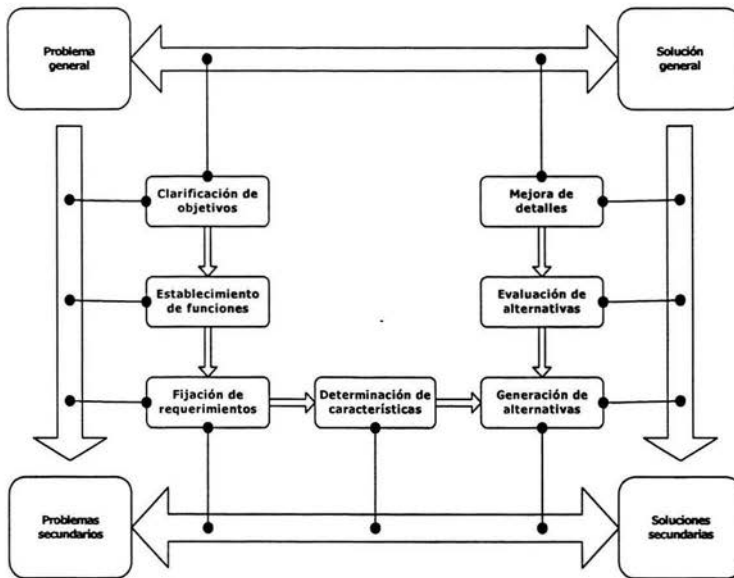 Problema
general
Solución
general
Clarificación de
objetivos
Mejora de
detalles
Establecimiento
de funciones
Evaluación de
alternativas
Fijación de
requerimientos
Determinación de
características
Generación de
alternativas
Problemas
secundarios
Soluciones
secundarias